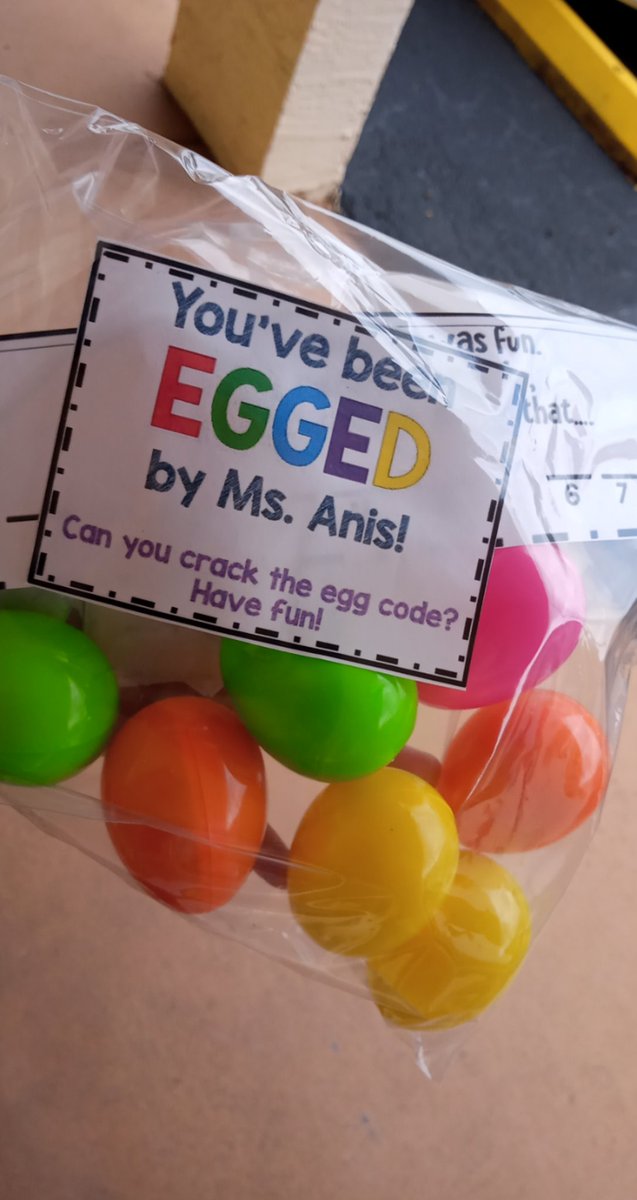 You've been
EGGED
by Ms. Anis!
Can you crack the egg code?
Have fun!
was fun.
that....
6 7